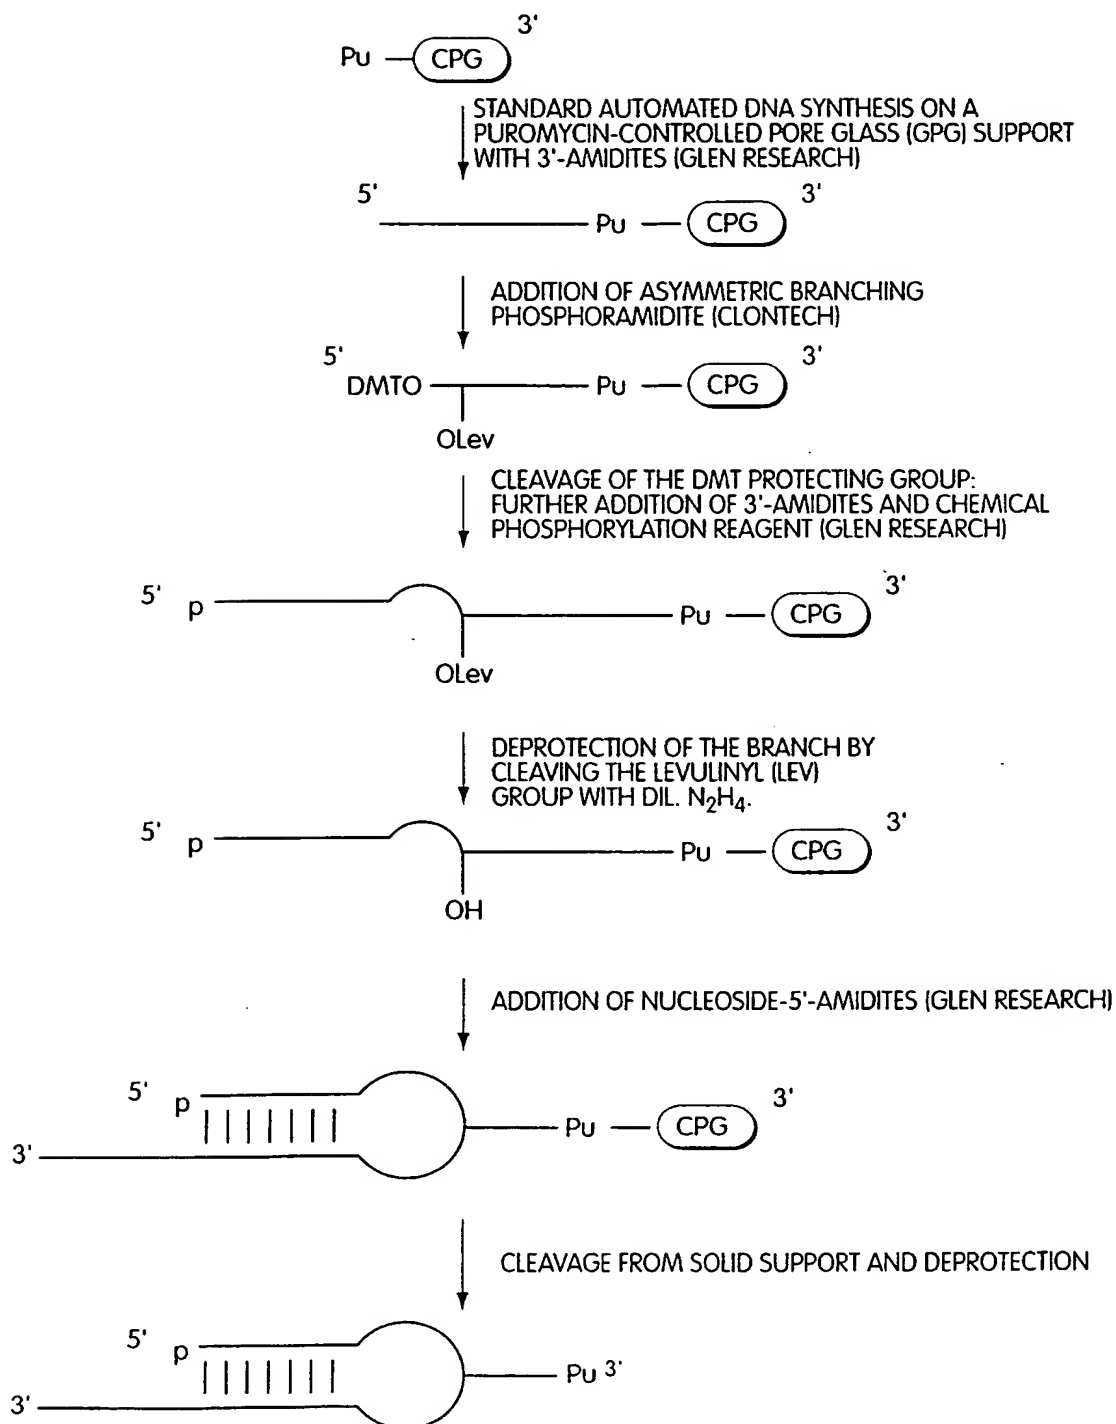 3'
Pu CPG
STANDARD AUTOMATED DNA SYNTHESIS ON A
PUROMYCIN-CONTROLLED PORE GLASS (GPG) SUPPORT
WITH 3'-AMIDITES (GLEN RESEARCH)
5' 3'
Pu CPG
ADDITION OF ASYMMETRIC BRANCHING
PHOSPHORAMIDITE (CLONTECH)
5' 3'
DMTO Pu CPG
OLev
CLEAVAGE OF THE DMT PROTECTING GROUP:
FURTHER ADDITION OF 3'-AMIDITES AND CHEMICAL
PHOSPHORYLATION REAGENT (GLEN RESEARCH)
5' 3'
p Pu CPG
OLev
DEPROTECTION OF THE BRANCH BY
CLEAVING THE LEVULINYL (LEV)
GROUP WITH DIL. N₂H₄.
5' 3'
p Pu CPG
OH
ADDITION OF NUCLEOSIDE-5'-AMIDITES (GLEN RESEARCH)
5' 3'
p Pu CPG
3'
CLEAVAGE FROM SOLID SUPPORT AND DEPROTECTION
5'
p Pu 3'
3'